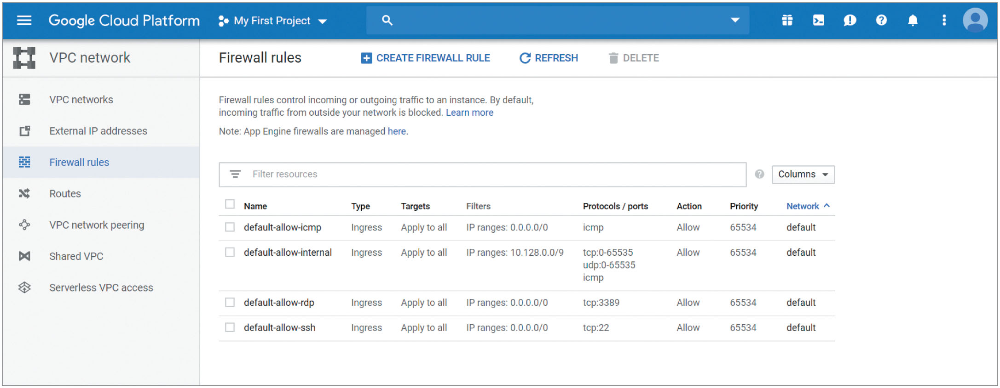 Google Cloud Platform
My First Project
VPC network
Firewall rules
CREATE FIREWALL RULE
REFRESH
DELETE
VPC networks
External IP addresses
Firewall rules
Routes
VPC network peering
Shared VPC
Serverless VPC access
Firewall rules control incoming or outgoing traffic to an instance. By default,
incoming traffic from outside your network is blocked. Learn more
Note: App Engine firewalls are managed here.
Filter resources
Columns
Name Type Targets Filters Protocols / ports Action Priority Network
default-allow-icmp Ingress Apply to all IP ranges: 0.0.0.0/0 icmp Allow 65534 default
default-allow-internal Ingress Apply to all IP ranges: 10.128.0.0/9 tcp:0-65535 Allow 65534 default
udp:0-65535
icmp
default-allow-rdp Ingress Apply to all IP ranges: 0.0.0.0/0 tcp:3389 Allow 65534 default
default-allow-ssh Ingress Apply to all IP ranges: 0.0.0.0/0 tcp:22 Allow 65534 default